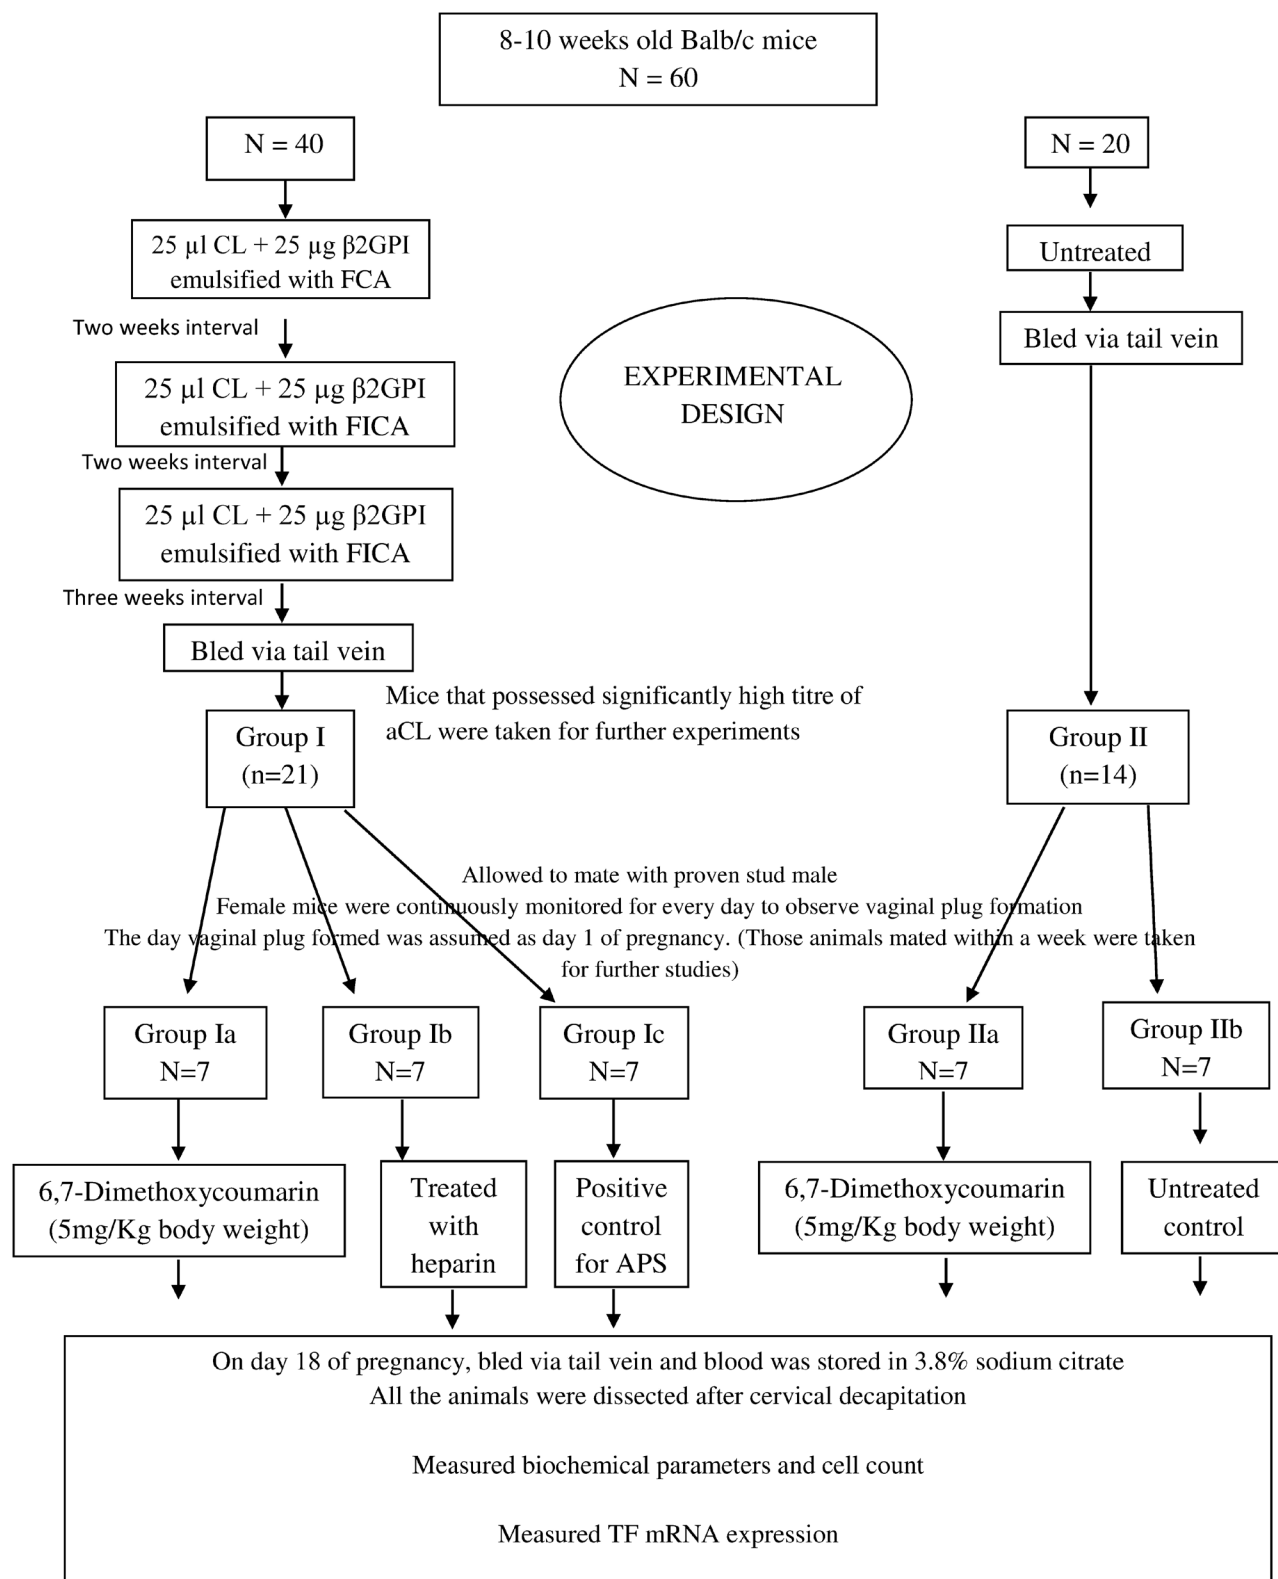 8-10 weeks old Balb/c mice
N = 60
N = 40
N = 20
25 µl CL + 25 µg β2GPI
emulsified with FCA
Untreated
Two weeks interval
Bled via tail vein
25 µl CL + 25 µg β2GPI
emulsified with FICA
EXPERIMENTAL
DESIGN
Two weeks interval
25 µl CL + 25 µg β2GPI
emulsified with FICA
Three weeks interval
Bled via tail vein
Mice that possessed significantly high titre of
aCL were taken for further experiments
Group I
(n=21)
Group II
(n=14)
Allowed to mate with proven stud male
Female mice were continuously monitored for every day to observe vaginal plug formation
The day vaginal plug formed was assumed as day 1 of pregnancy. (Those animals mated within a week were taken
for further studies)
Group Ia
N=7
Group Ib
N=7
Group Ic
N=7
Group IIa
N=7
Group IIb
N=7
6,7-Dimethoxycoumarin
(5mg/Kg body weight)
Treated
with
heparin
Positive
control
for APS
6,7-Dimethoxycoumarin
(5mg/Kg body weight)
Untreated
control
On day 18 of pregnancy, bled via tail vein and blood was stored in 3.8% sodium citrate
All the animals were dissected after cervical decapitation
Measured biochemical parameters and cell count
Measured TF mRNA expression